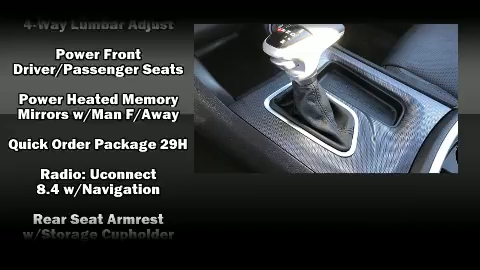 4-Way Lumbar Adjust
Power Front
Driver/Passenger Seats
Power Heated Memory
Mirrors w/Man F/Away
Quick Order Package 29H
Radio: Uconnect
8.4 w/Navigation
Rear Seat Armrest
w/Storage Cupholder